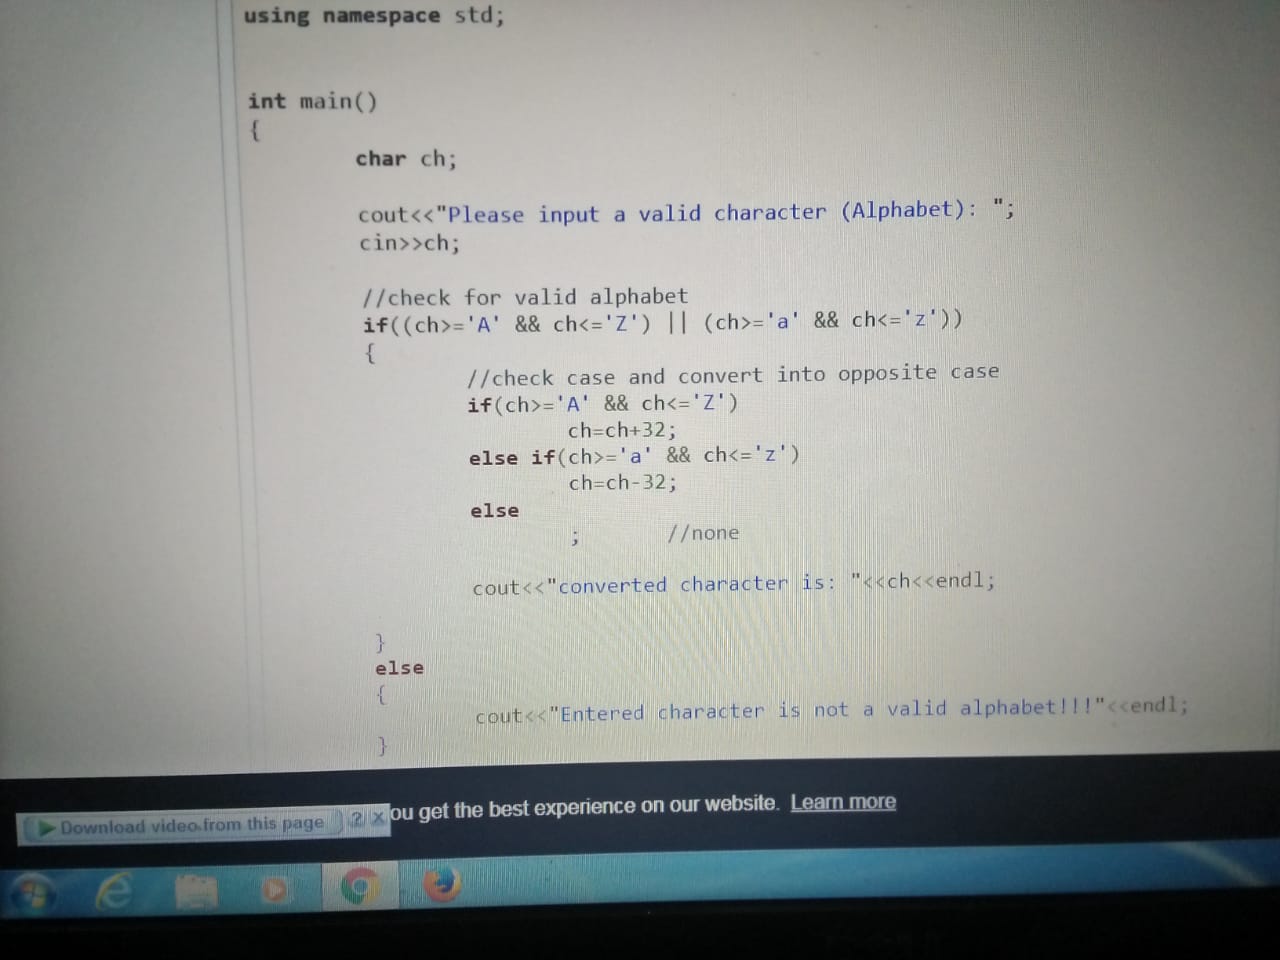 using namespace std;
int main()
{
char ch;
cout<<"Please input a valid character (Alphabet): ";
cin>>ch;
//check for valid alphabet
if((ch>='A' && ch<='Z') || (ch>='a' && ch<='z'))
{
//check case and convert into opposite case
if(ch>='A' && ch<='Z')
ch=ch+32;
else if(ch>='a' && ch<='z')
ch=ch-32;
else
; //none
cout<<"converted character is: "<<ch<<endl;
}
else
{
cout<<"Entered character is not a valid alphabet!!!"<<endl;
}
ou get the best experience on our website. Learn more
Download video from this page ? x